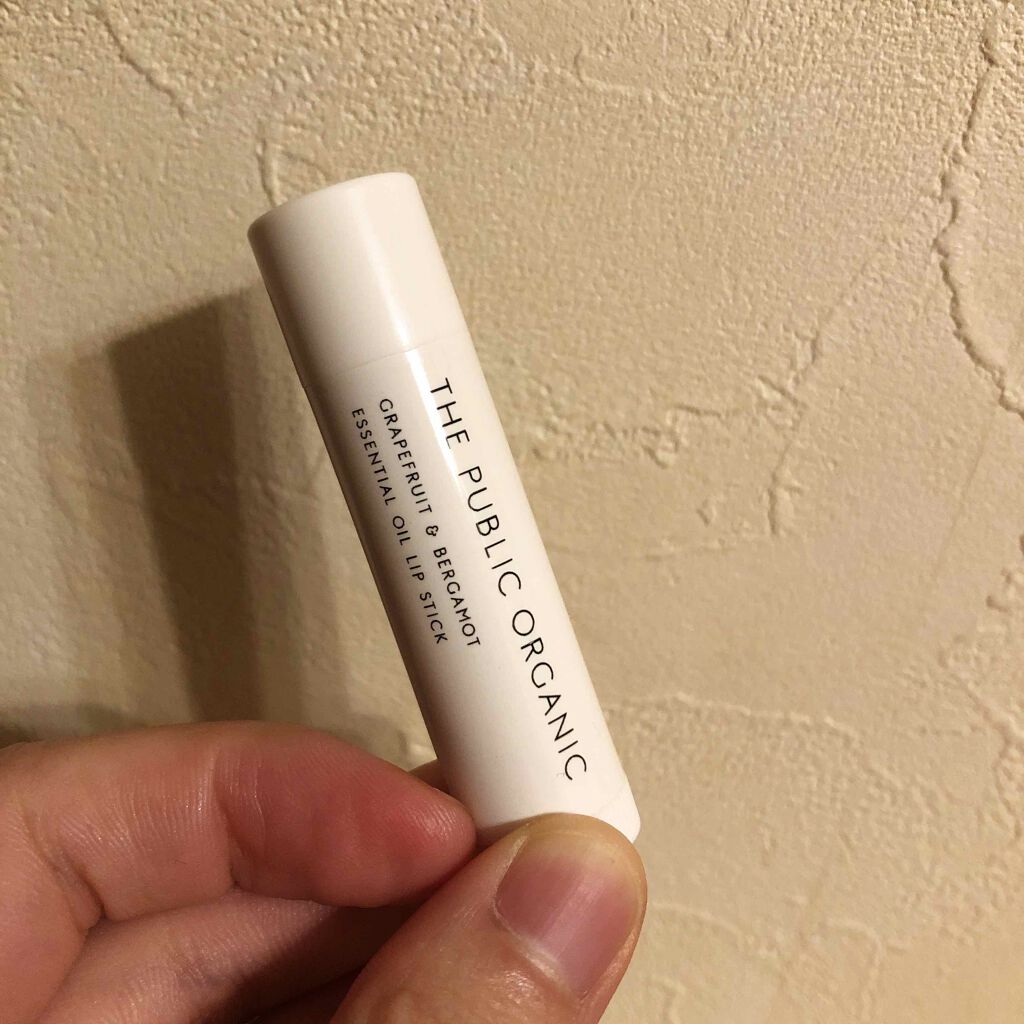 THE PUBLIC ORGANIC
GRAPEFRUIT & BERGAMOT
ESSENTIAL OIL LIP STICK